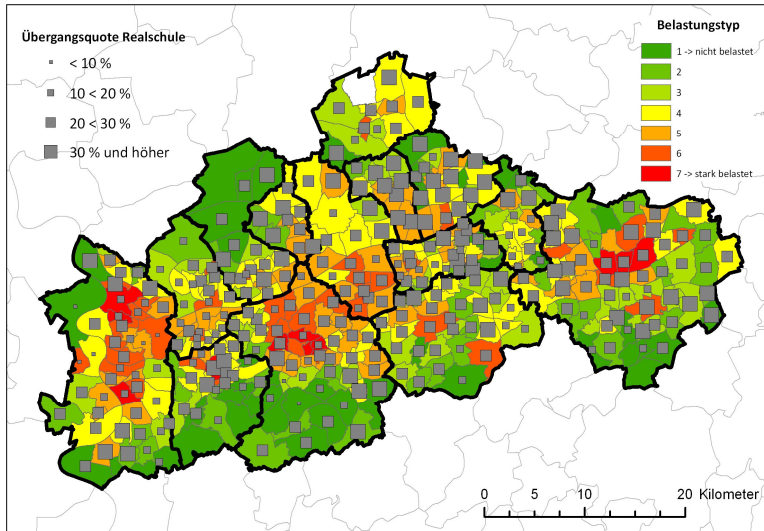 Übergangsquote Realschule
< 10 %
10 < 20 %
20 < 30 %
30 % und höher
Belastungstyp
1 -> nicht belastet
2
3
4
5
6
7 -> stark belastet
0 5 10 20 Kilometer